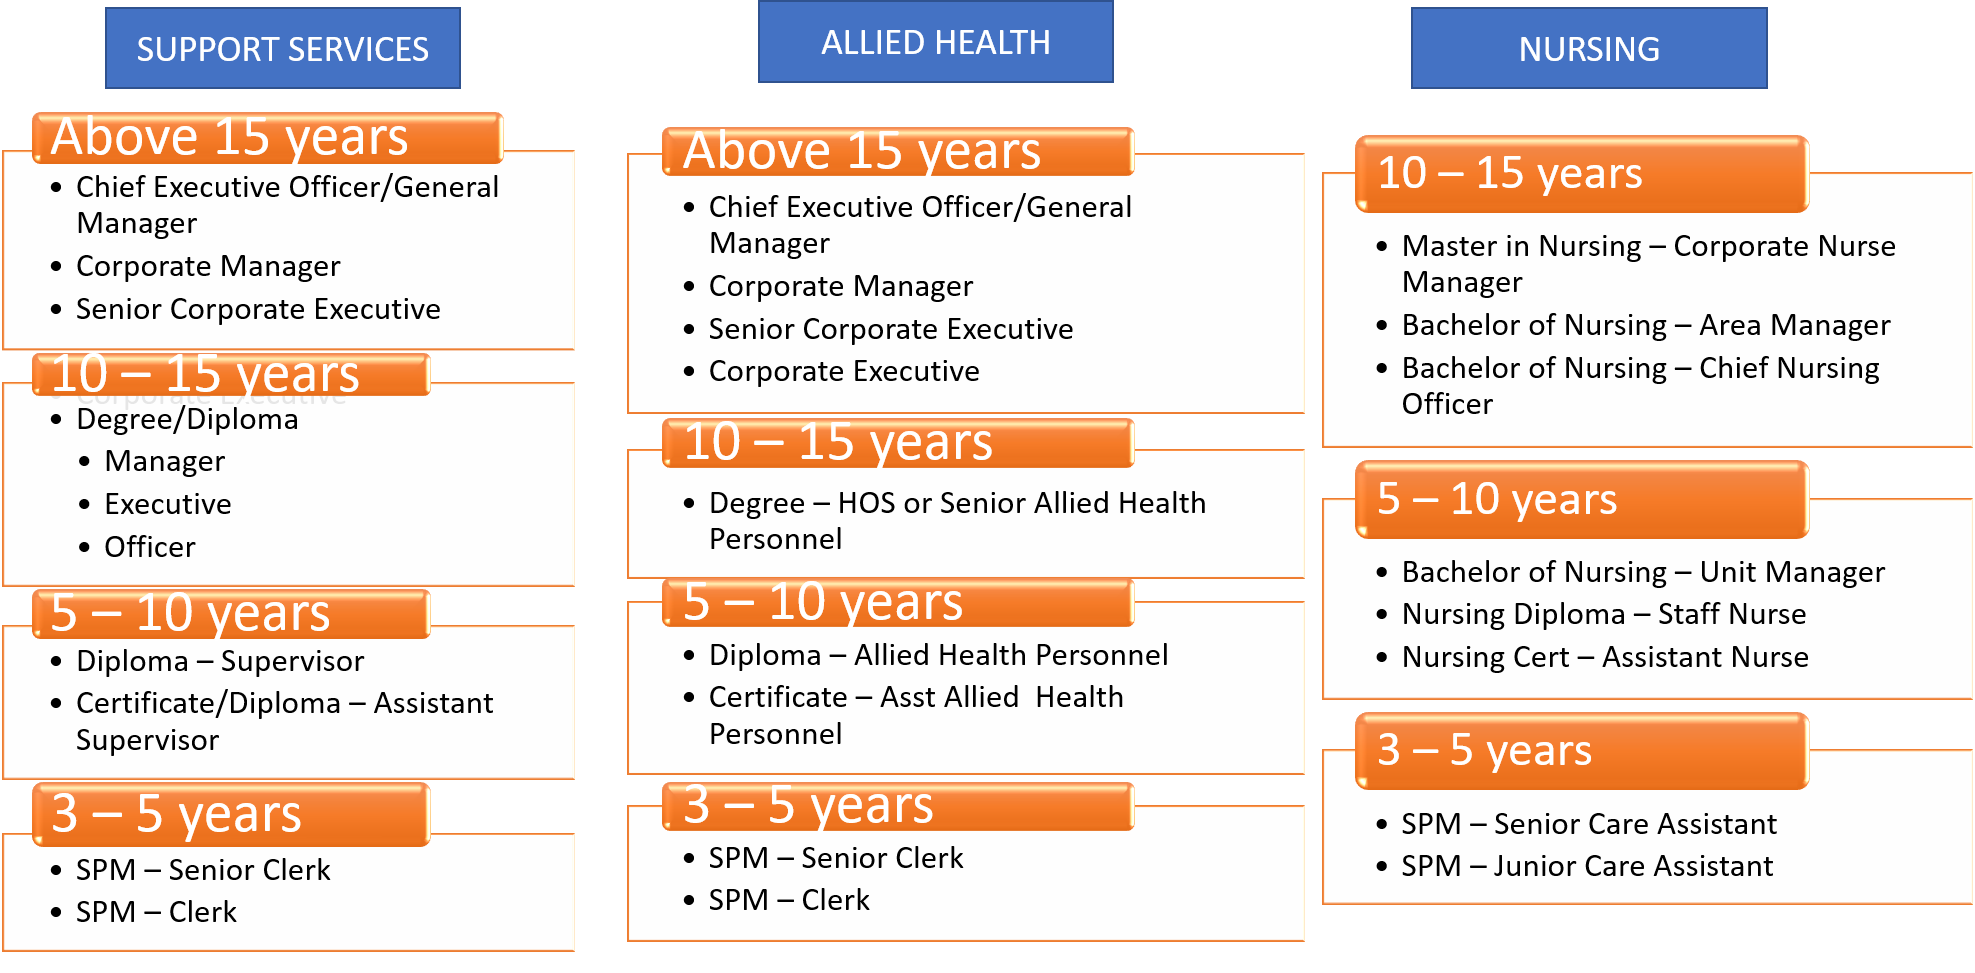 SUPPORT SERVICES
Above 15 years
• Chief Executive Officer/General
Manager
• Corporate Manager
• Senior Corporate Executive
10 – 15 years
Corporate Executive
• Degree/Diploma
• Manager
• Executive
• Officer
5 – 10 years
• Diploma – Supervisor
• Certificate/Diploma – Assistant
Supervisor
3 – 5 years
• SPM – Senior Clerk
• SPM – Clerk
ALLIED HEALTH
Above 15 years
• Chief Executive Officer/General
Manager
• Corporate Manager
• Senior Corporate Executive
• Corporate Executive
10 – 15 years
• Degree – HOS or Senior Allied Health
Personnel
5 – 10 years
• Diploma – Allied Health Personnel
• Certificate – Asst Allied  Health
Personnel
3 – 5 years
• SPM – Senior Clerk
• SPM – Clerk
NURSING
10 – 15 years
• Master in Nursing – Corporate Nurse
Manager
• Bachelor of Nursing – Area Manager
• Bachelor of Nursing – Chief Nursing
Officer
5 – 10 years
• Bachelor of Nursing – Unit Manager
• Nursing Diploma – Staff Nurse
• Nursing Cert – Assistant Nurse
3 – 5 years
• SPM – Senior Care Assistant
• SPM – Junior Care Assistant